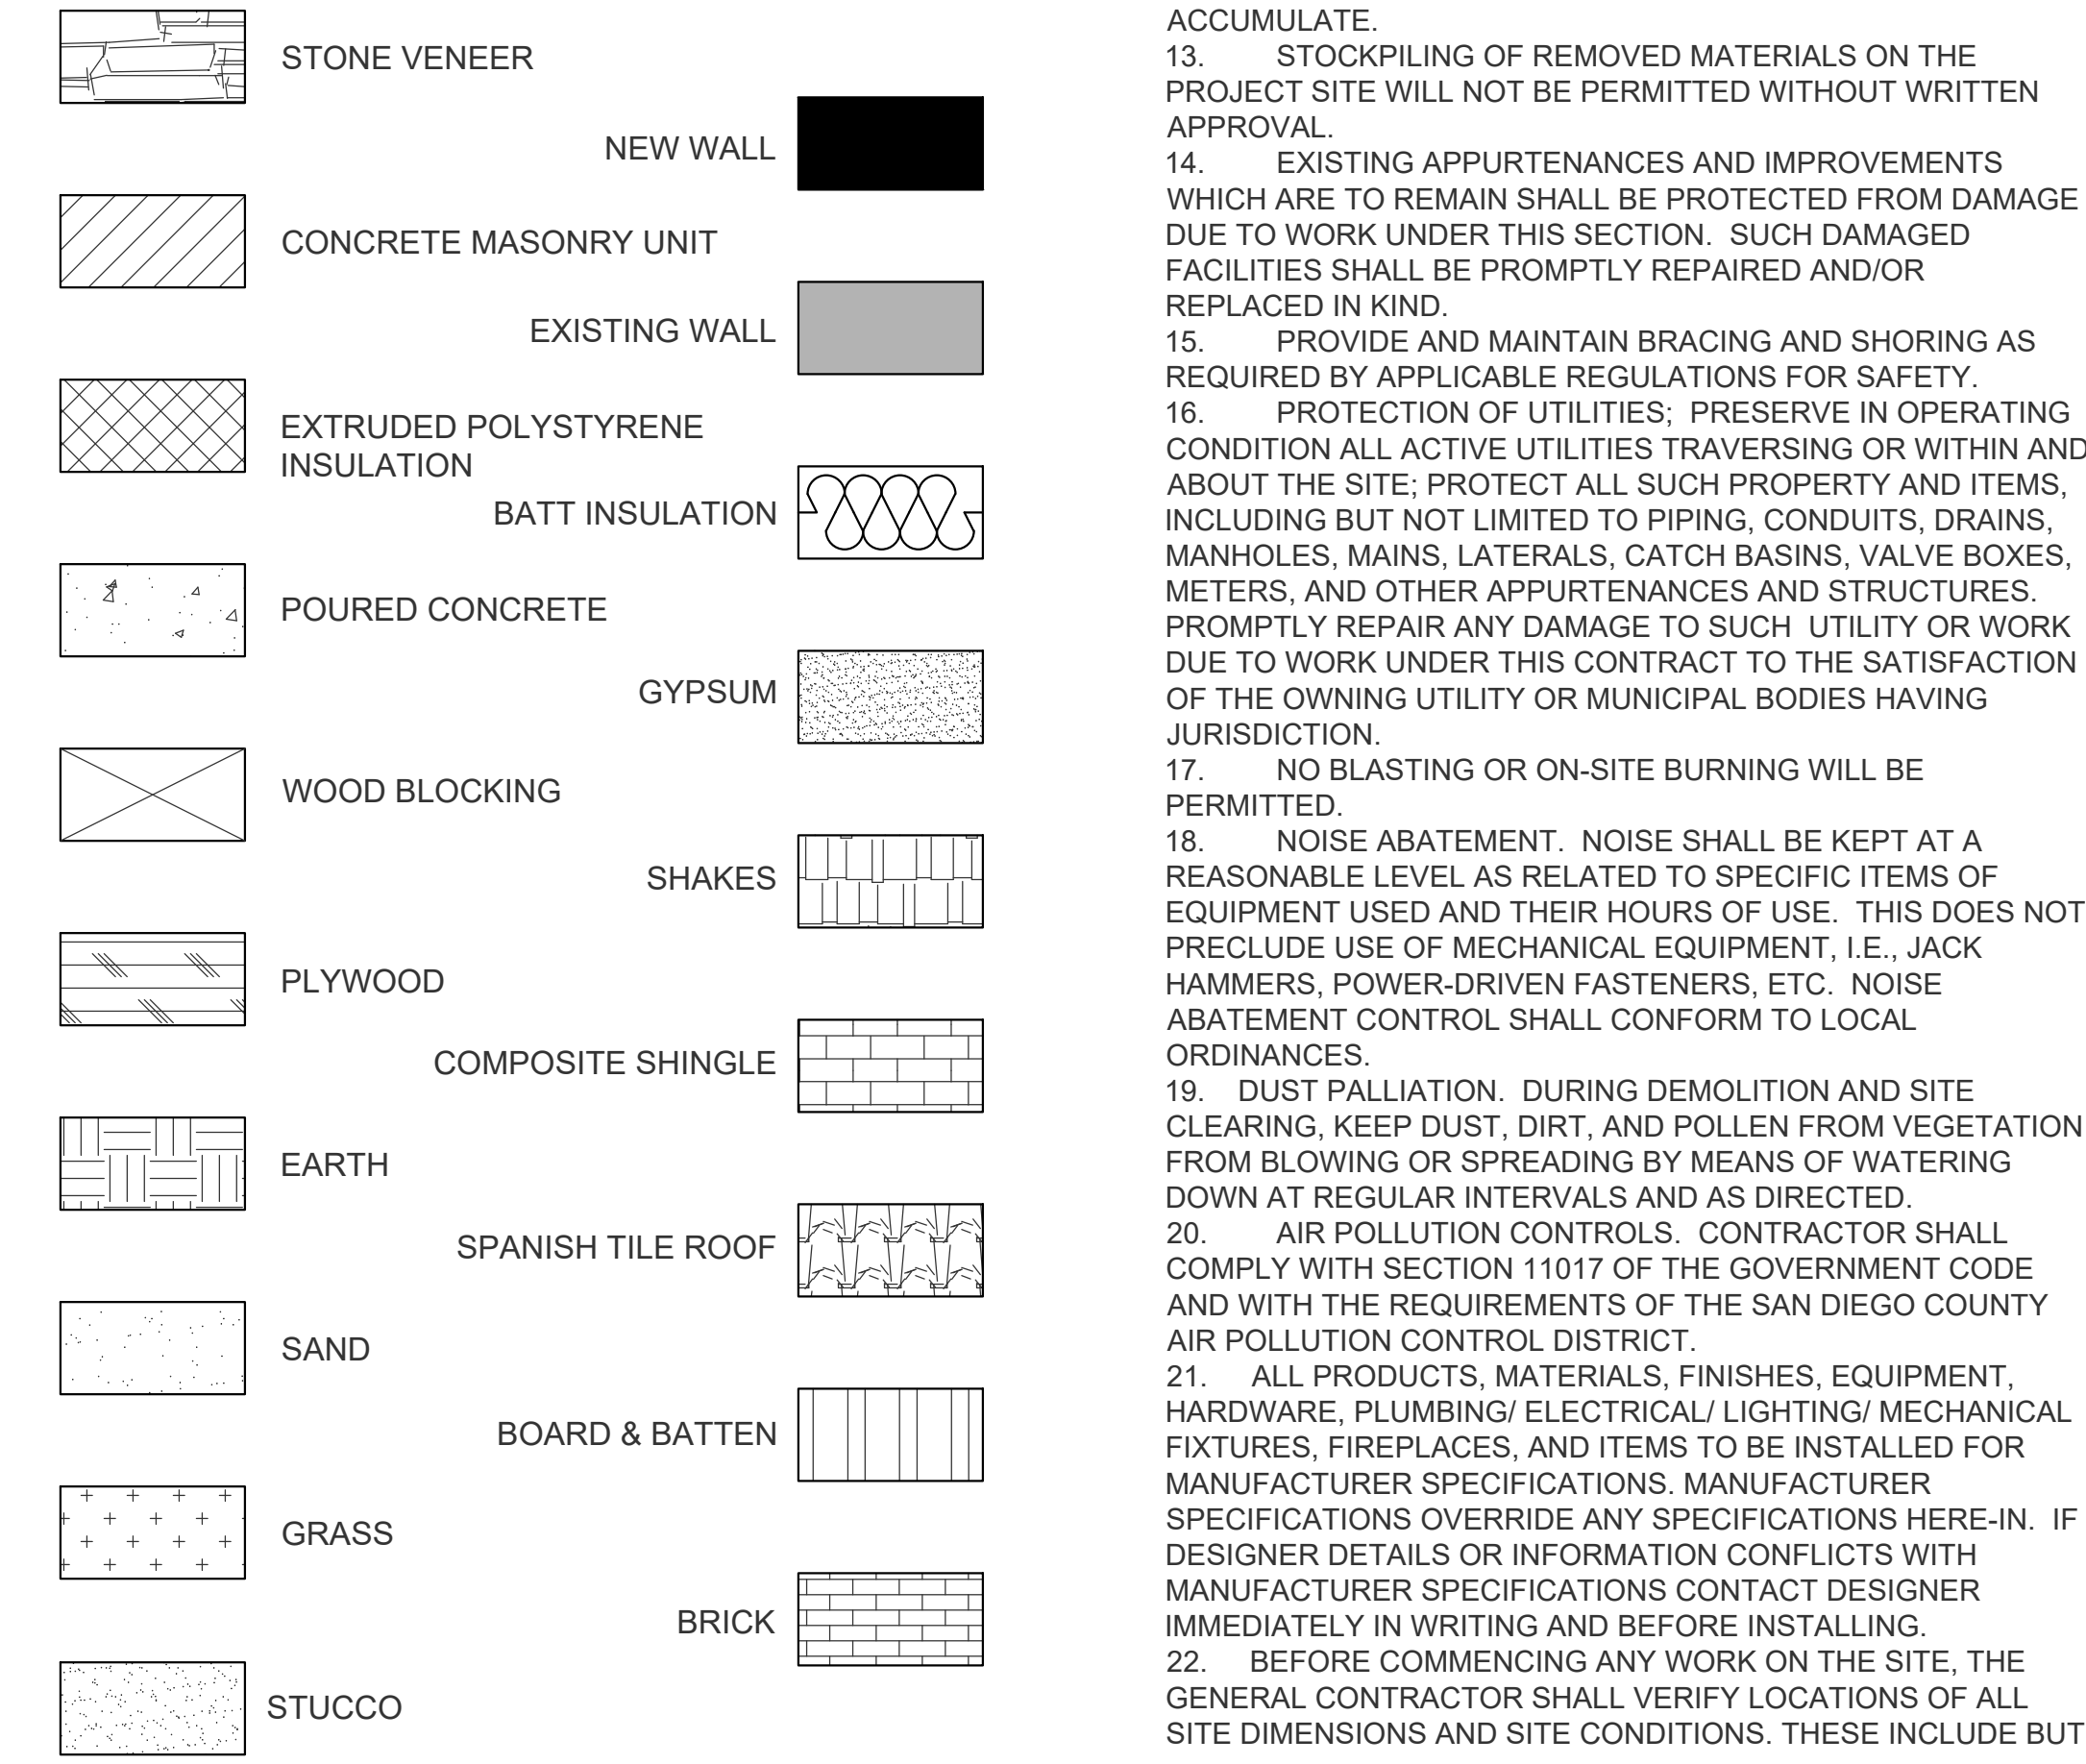 STONE VENEER
NEW WALL
CONCRETE MASONRY UNIT
EXISTING WALL
EXTRUDED POLYSTYRENE
INSULATION
BATT INSULATION
POURED CONCRETE
GYPSUM
WOOD BLOCKING
SHAKES
PLYWOOD
COMPOSITE SHINGLE
EARTH
SPANISH TILE ROOF
SAND
BOARD & BATTEN
GRASS
BRICK
STUCCO
ACCUMULATE.
13. STOCKPILING OF REMOVED MATERIALS ON THE
PROJECT SITE WILL NOT BE PERMITTED WITHOUT WRITTEN
APPROVAL.
14. EXISTING APPURTENANCES AND IMPROVEMENTS
WHICH ARE TO REMAIN SHALL BE PROTECTED FROM DAMAGE
DUE TO WORK UNDER THIS SECTION. SUCH DAMAGED
FACILITIES SHALL BE PROMPTLY REPAIRED AND/OR
REPLACED IN KIND.
15. PROVIDE AND MAINTAIN BRACING AND SHORING AS
REQUIRED BY APPLICABLE REGULATIONS FOR SAFETY.
16. PROTECTION OF UTILITIES; PRESERVE IN OPERATING
CONDITION ALL ACTIVE UTILITIES TRAVERSING OR WITHIN AND
ABOUT THE SITE; PROTECT ALL SUCH PROPERTY AND ITEMS,
INCLUDING BUT NOT LIMITED TO PIPING, CONDUITS, DRAINS,
MANHOLES, MAINS, LATERALS, CATCH BASINS, VALVE BOXES,
METERS, AND OTHER APPURTENANCES AND STRUCTURES.
PROMPTLY REPAIR ANY DAMAGE TO SUCH UTILITY OR WORK
DUE TO WORK UNDER THIS CONTRACT TO THE SATISFACTION
OF THE OWNING UTILITY OR MUNICIPAL BODIES HAVING
JURISDICTION.
17. NO BLASTING OR ON-SITE BURNING WILL BE
PERMITTED.
18. NOISE ABATEMENT. NOISE SHALL BE KEPT AT A
REASONABLE LEVEL AS RELATED TO SPECIFIC ITEMS OF
EQUIPMENT USED AND THEIR HOURS OF USE. THIS DOES NOT
PRECLUDE USE OF MECHANICAL EQUIPMENT, I.E., JACK
HAMMERS, POWER-DRIVEN FASTENERS, ETC. NOISE
ABATEMENT CONTROL SHALL CONFORM TO LOCAL
ORDINANCES.
19. DUST PALLIATION. DURING DEMOLITION AND SITE
CLEARING, KEEP DUST, DIRT, AND POLLEN FROM VEGETATION
FROM BLOWING OR SPREADING BY MEANS OF WATERING
DOWN AT REGULAR INTERVALS AND AS DIRECTED.
20. AIR POLLUTION CONTROLS. CONTRACTOR SHALL
COMPLY WITH SECTION 11017 OF THE GOVERNMENT CODE
AND WITH THE REQUIREMENTS OF THE SAN DIEGO COUNTY
AIR POLLUTION CONTROL DISTRICT.
21. ALL PRODUCTS, MATERIALS, FINISHES, EQUIPMENT,
HARDWARE, PLUMBING/ ELECTRICAL/ LIGHTING/ MECHANICAL
FIXTURES, FIREPLACES, AND ITEMS TO BE INSTALLED FOR
MANUFACTURER SPECIFICATIONS. MANUFACTURER
SPECIFICATIONS OVERRIDE ANY SPECIFICATIONS HERE-IN. IF
DESIGNER DETAILS OR INFORMATION CONFLICTS WITH
MANUFACTURER SPECIFICATIONS CONTACT DESIGNER
IMMEDIATELY IN WRITING AND BEFORE INSTALLING.
22. BEFORE COMMENCING ANY WORK ON THE SITE, THE
GENERAL CONTRACTOR SHALL VERIFY LOCATIONS OF ALL
SITE DIMENSIONS AND SITE CONDITIONS. THESE INCLUDE BUT